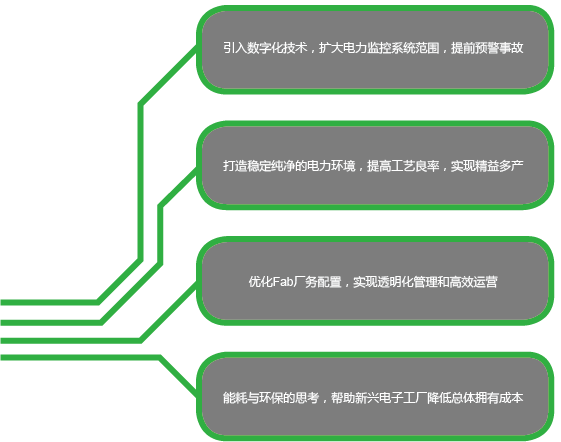 引入数字化技术，扩大电力监控系统范围，提前预警事故
打造稳定纯净的电力环境，提高工艺良率，实现精益多产
优化Fab厂务配置，实现透明化管理和高效运营
能耗与环保的思考，帮助新兴电子工厂降低总体拥有成本